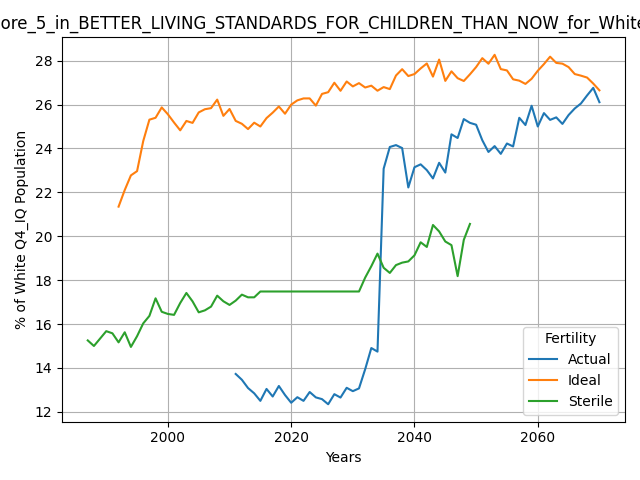 ore_5_in_BETTER_LIVING_STANDARDS_FOR_CHILDREN_THAN_NOW_for_White
% of White Q4_IQ Population
28
26
24
22
20
18
16
14
12
2000
2020
2040
2060
Years
Fertility
Actual
Ideal
Sterile